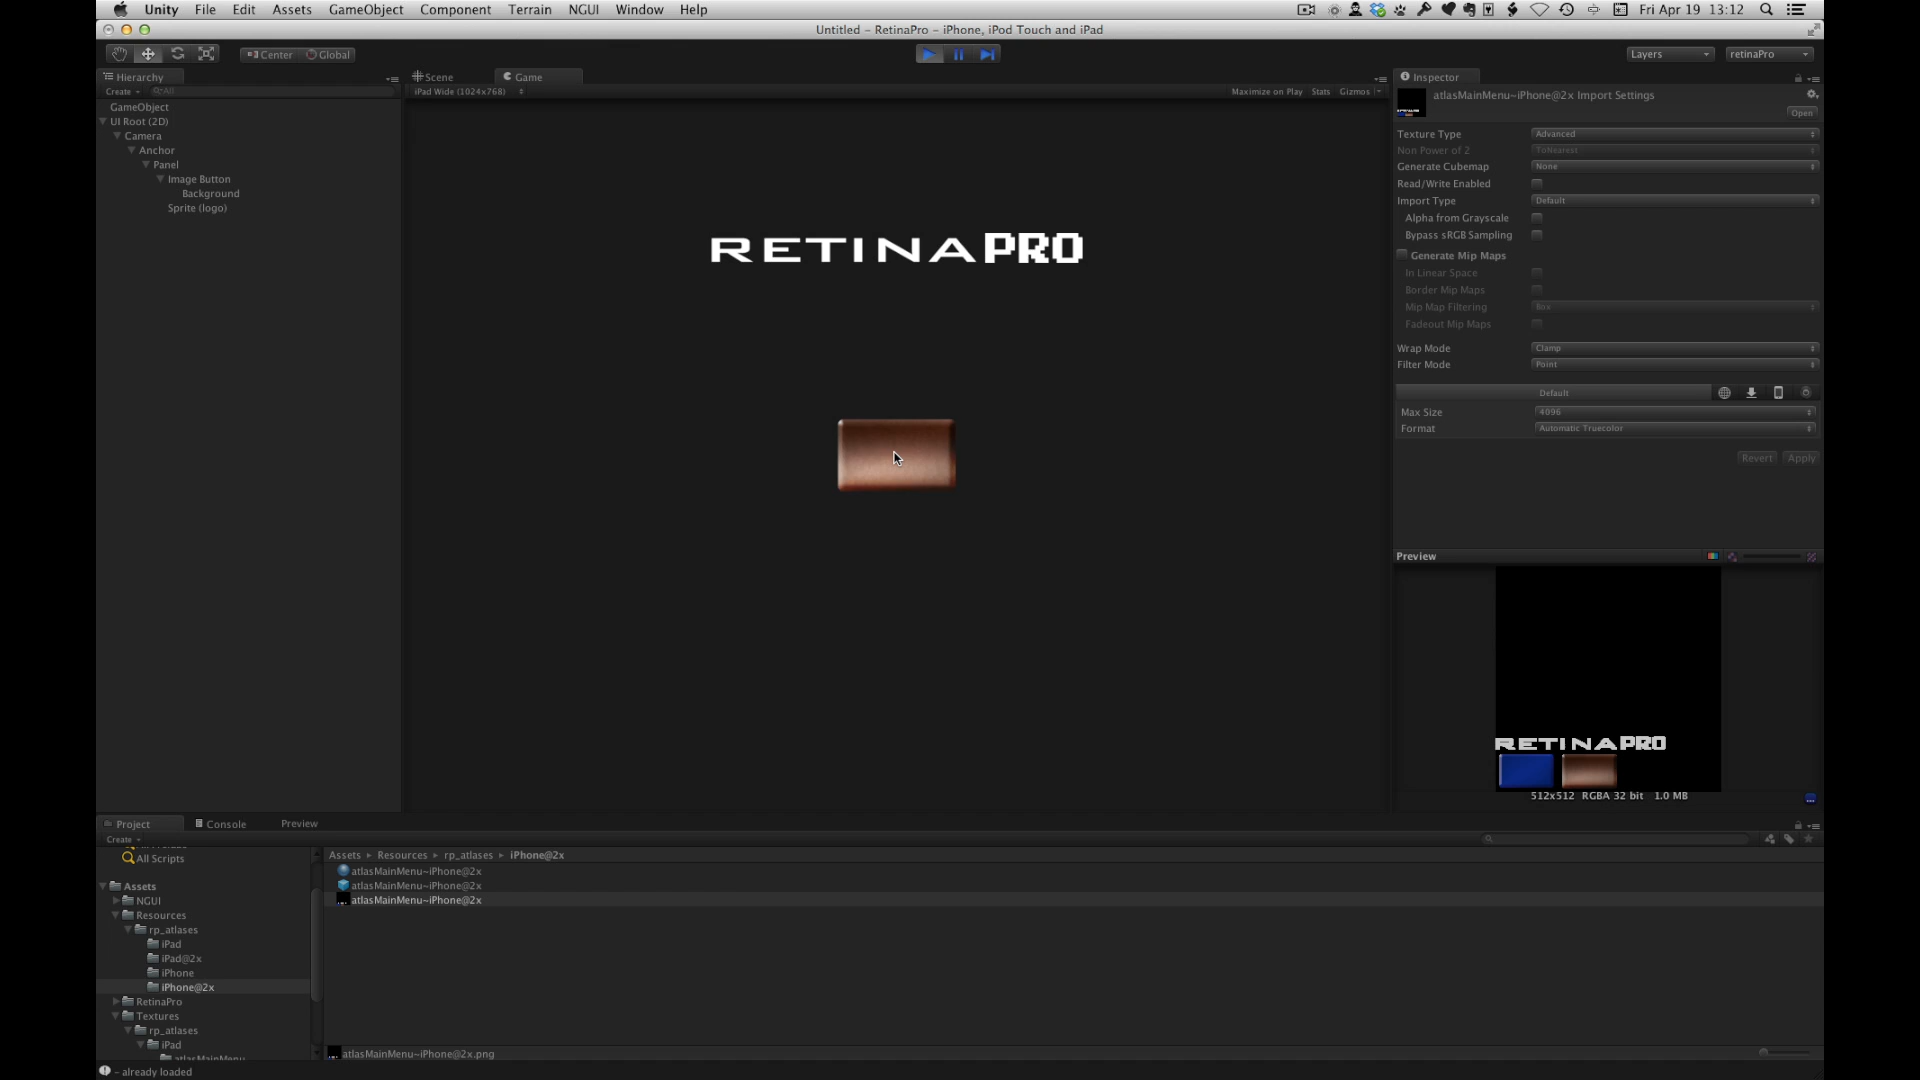 Unity File Edit Assets GameObject Component Terrain NGUI Window Help Fri Apr 19 13:12
Untitled – RetinaPro – iPhone, iPod Touch and iPad
Center Global Layers retinaPro
Hierarchy
Create All
GameObject
UI Root (2D)
Camera
Anchor
Panel
Image Button
Background
Sprite (logo)
Scene Game
iPad Wide (1024x768) Maximize on Play Stats Gizmos
RETINAPRO
Inspector
atlasMainMenu~iPhone@2x Import Settings
Open
Texture Type Advanced
Non Power of 2 ToNearest
Generate Cubemap None
Read/Write Enabled
Import Type Default
Alpha from Grayscale
Bypass sRGB Sampling
Generate Mip Maps
In Linear Space
Border Mip Maps
Mip Map Filtering Box
Fadeout Mip Maps
Wrap Mode Clamp
Filter Mode Point
Default
Max Size 4096
Format Automatic Truecolor
Revert Apply
Preview
RETINAPRO
512x512 RGBA 32 bit 1.0 MB
Project Console Preview
Create
All Scripts
Assets
NGUI
Resources
rp_atlases
iPad
iPad@2x
iPhone
iPhone@2x
RetinaPro
Textures
rp_atlases
iPad
atlasMainMenu
Assets Resources rp_atlases iPhone@2x
atlasMainMenu~iPhone@2x
atlasMainMenu~iPhone@2x
atlasMainMenu~iPhone@2x
atlasMainMenu~iPhone@2x.png
– already loaded